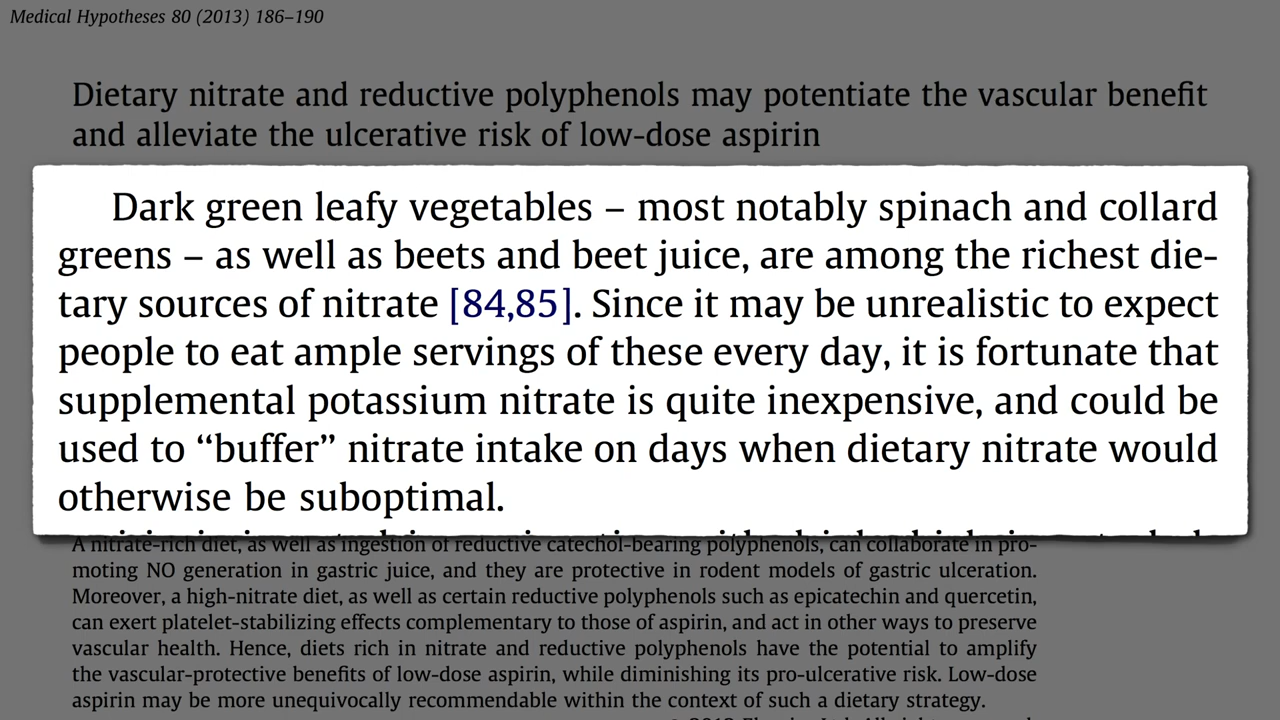 Medical Hypotheses 80 (2013) 186–190
Dietary nitrate and reductive polyphenols may potentiate the vascular benefit
and alleviate the ulcerative risk of low-dose aspirin
Dark green leafy vegetables – most notably spinach and collard
greens – as well as beets and beet juice, are among the richest die-
tary sources of nitrate [84,85]. Since it may be unrealistic to expect
people to eat ample servings of these every day, it is fortunate that
supplemental potassium nitrate is quite inexpensive, and could be
used to “buffer” nitrate intake on days when dietary nitrate would
otherwise be suboptimal.
A nitrate-rich diet, as well as ingestion of reductive catechol-bearing polyphenols, can collaborate in pro-
moting NO generation in gastric juice, and they are protective in rodent models of gastric ulceration.
Moreover, a high-nitrate diet, as well as certain reductive polyphenols such as epicatechin and quercetin,
can exert platelet-stabilizing effects complementary to those of aspirin, and act in other ways to preserve
vascular health. Hence, diets rich in nitrate and reductive polyphenols have the potential to amplify
the vascular-protective benefits of low-dose aspirin, while diminishing its pro-ulcerative risk. Low-dose
aspirin may be more unequivocally recommendable within the context of such a dietary strategy.